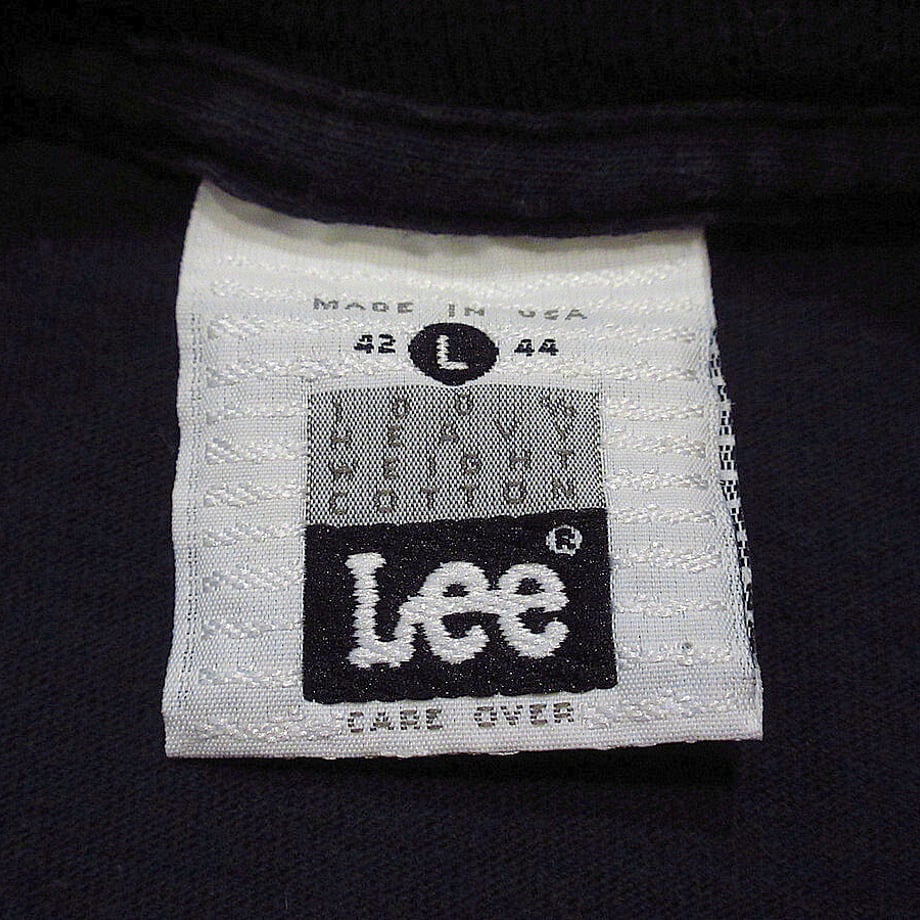 MADE IN USA
42 L 44
100%
HEAVY
WEIGHT
COTTON
Lee®
CARE OVER